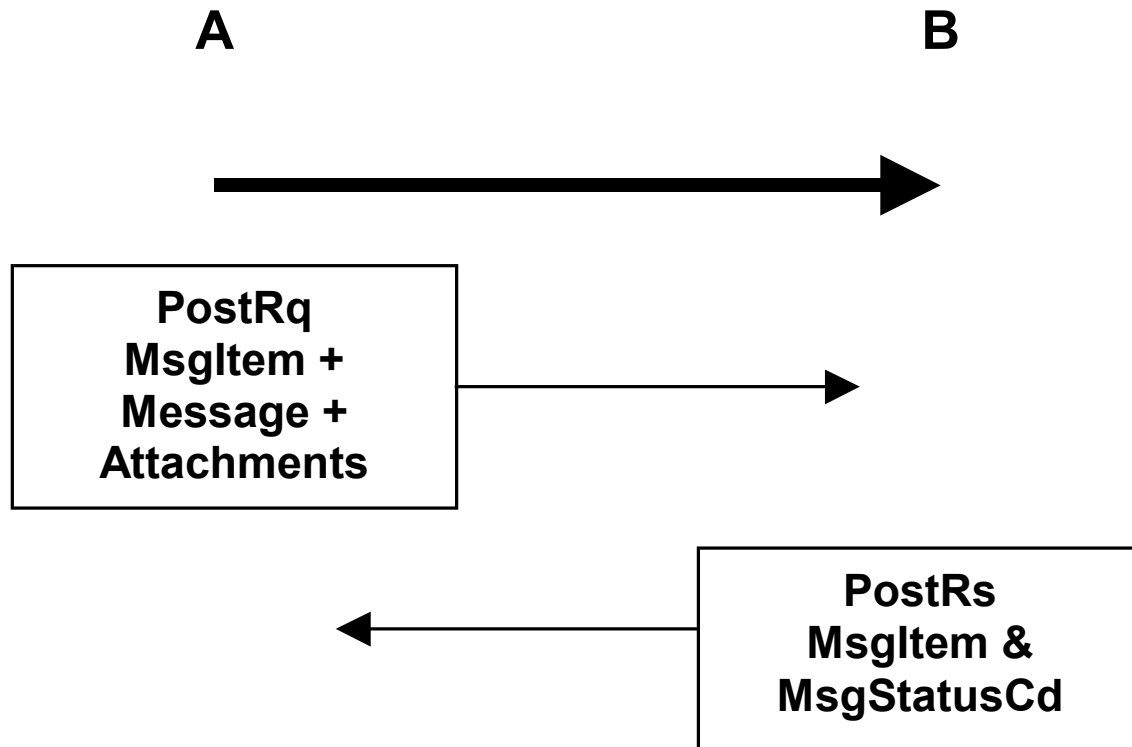 A
B
PostRq
MsgItem +
Message +
Attachments
PostRs
MsgItem &
MsgStatusCd